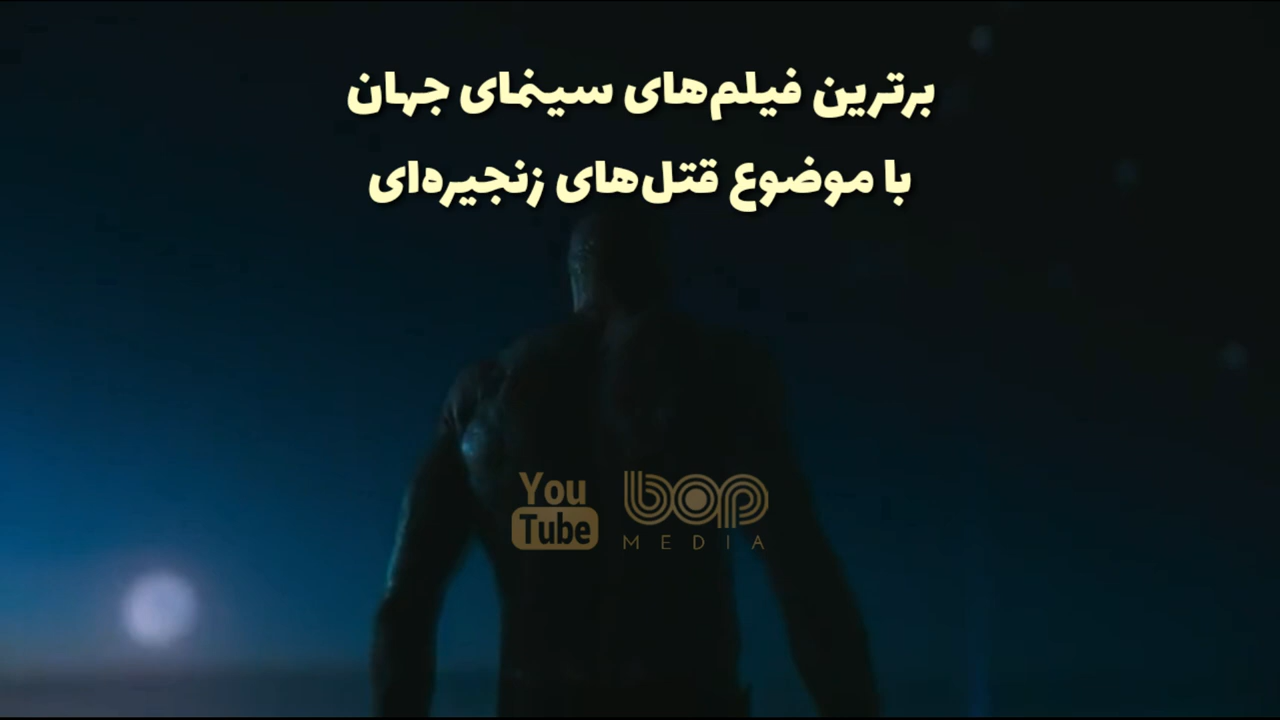 برترین فیلم‌های سینمای جهان
با موضوع قتل‌های زنجیره‌ای
You
Tube
bop
MEDIA